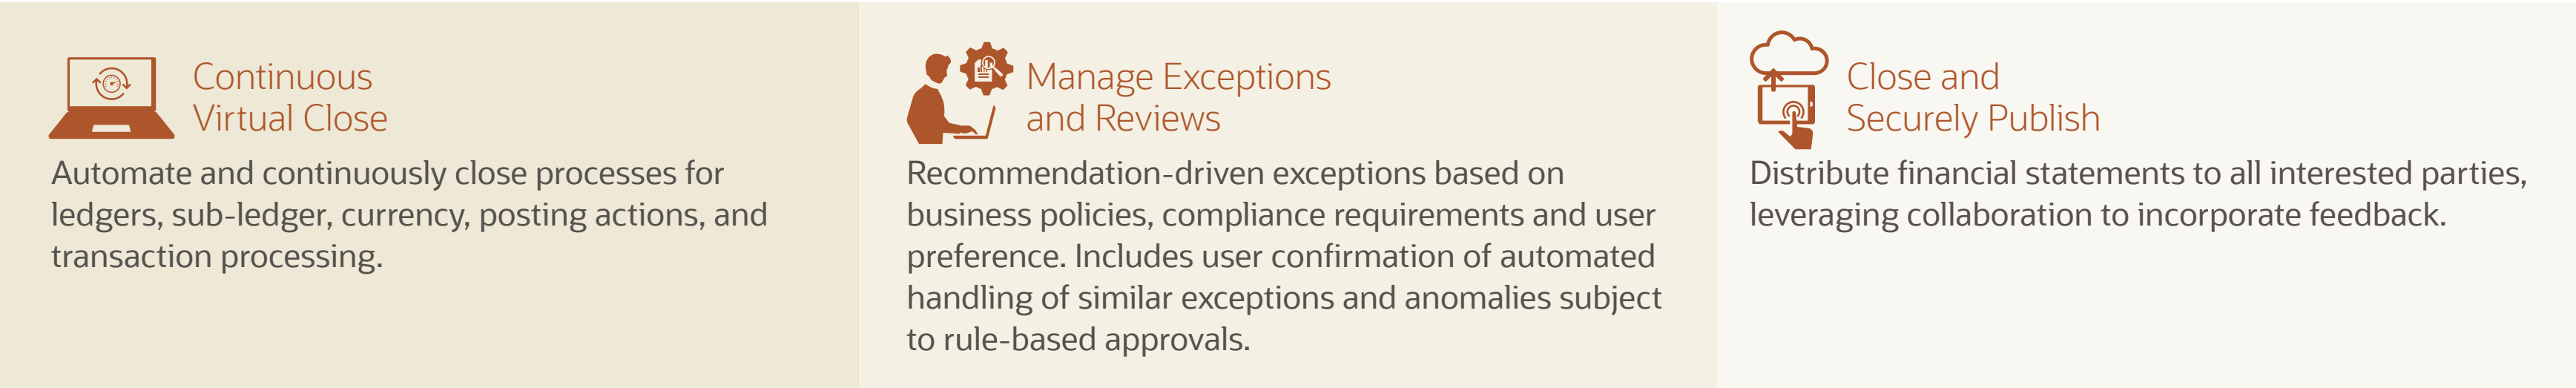 Continuous
Virtual Close
Automate and continuously close processes for
ledgers, sub-ledger, currency, posting actions, and
transaction processing.
Manage Exceptions
and Reviews
Recommendation-driven exceptions based on
business policies, compliance requirements and user
preference. Includes user confirmation of automated
handling of similar exceptions and anomalies subject
to rule-based approvals.
Close and
Securely Publish
Distribute financial statements to all interested parties,
leveraging collaboration to incorporate feedback.